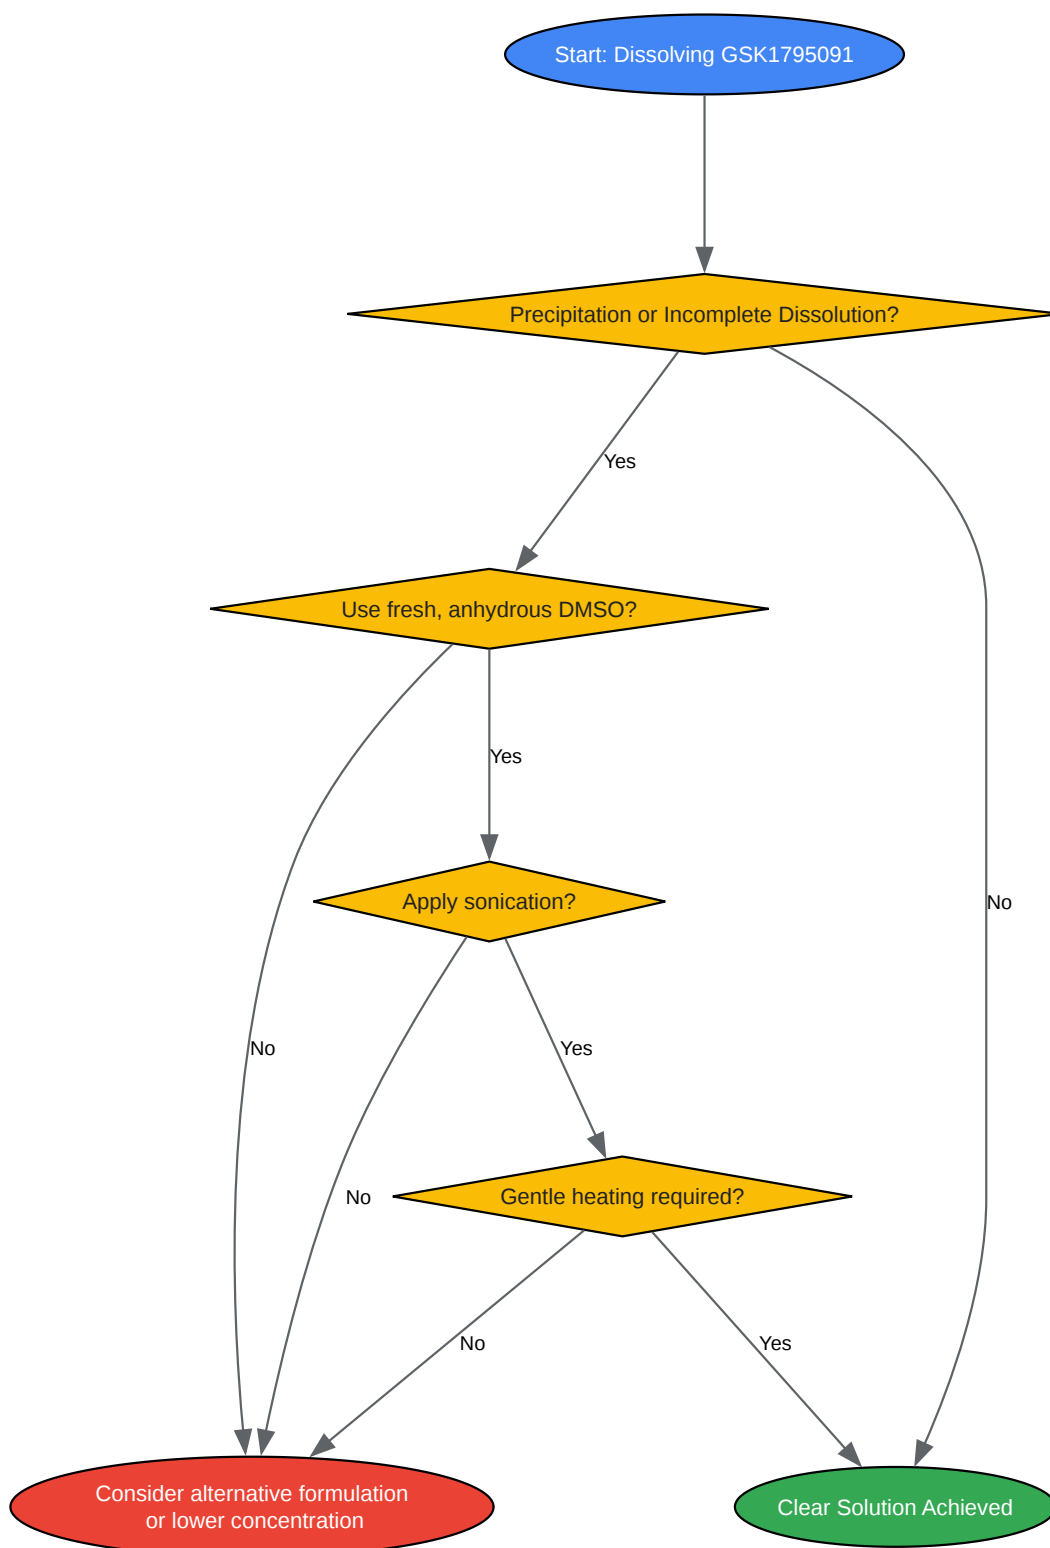 Start: Dissolving GSK1795091
Precipitation or Incomplete Dissolution?
Yes
Use fresh, anhydrous DMSO?
Yes
Apply sonication?
No
No
Yes
No
Gentle heating required?
No
Yes
Consider alternative formulation
or lower concentration
Clear Solution Achieved